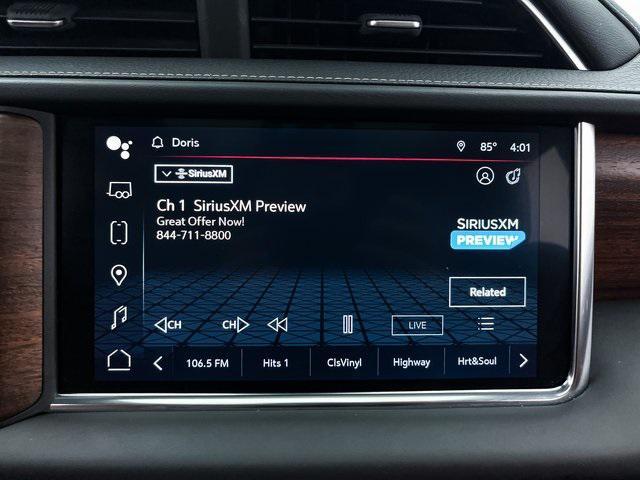 Doris 85° 4:01
SiriusXM
Ch 1 SiriusXM Preview
Great Offer Now!
844-711-8800
SIRIUSXM
PREVIEW
Related
CH CH LIVE
106.5 FM Hits 1 ClsVinyl Highway Hrt&Soul